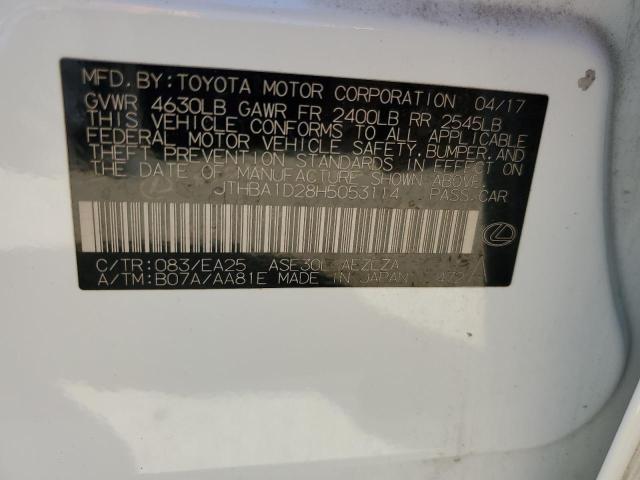 MFD. BY: TOYOTA MOTOR CORPORATION 04/17
GVWR 4630LB GAWR FR 2400LB RR 2545LB
THIS VEHICLE CONFORMS TO ALL APPLICABLE
FEDERAL MOTOR VEHICLE SAFETY, BUMPER, AND
THEFT PREVENTION STANDARDS IN EFFECT ON
THE DATE OF MANUFACTURE SHOWN ABOVE.
JTHBA1D28H5053114 PASS.CAR
C/TR: 083/EA25 ASE30L-AEZLZA
A/TM: B07A/AA81E MADE IN JAPAN